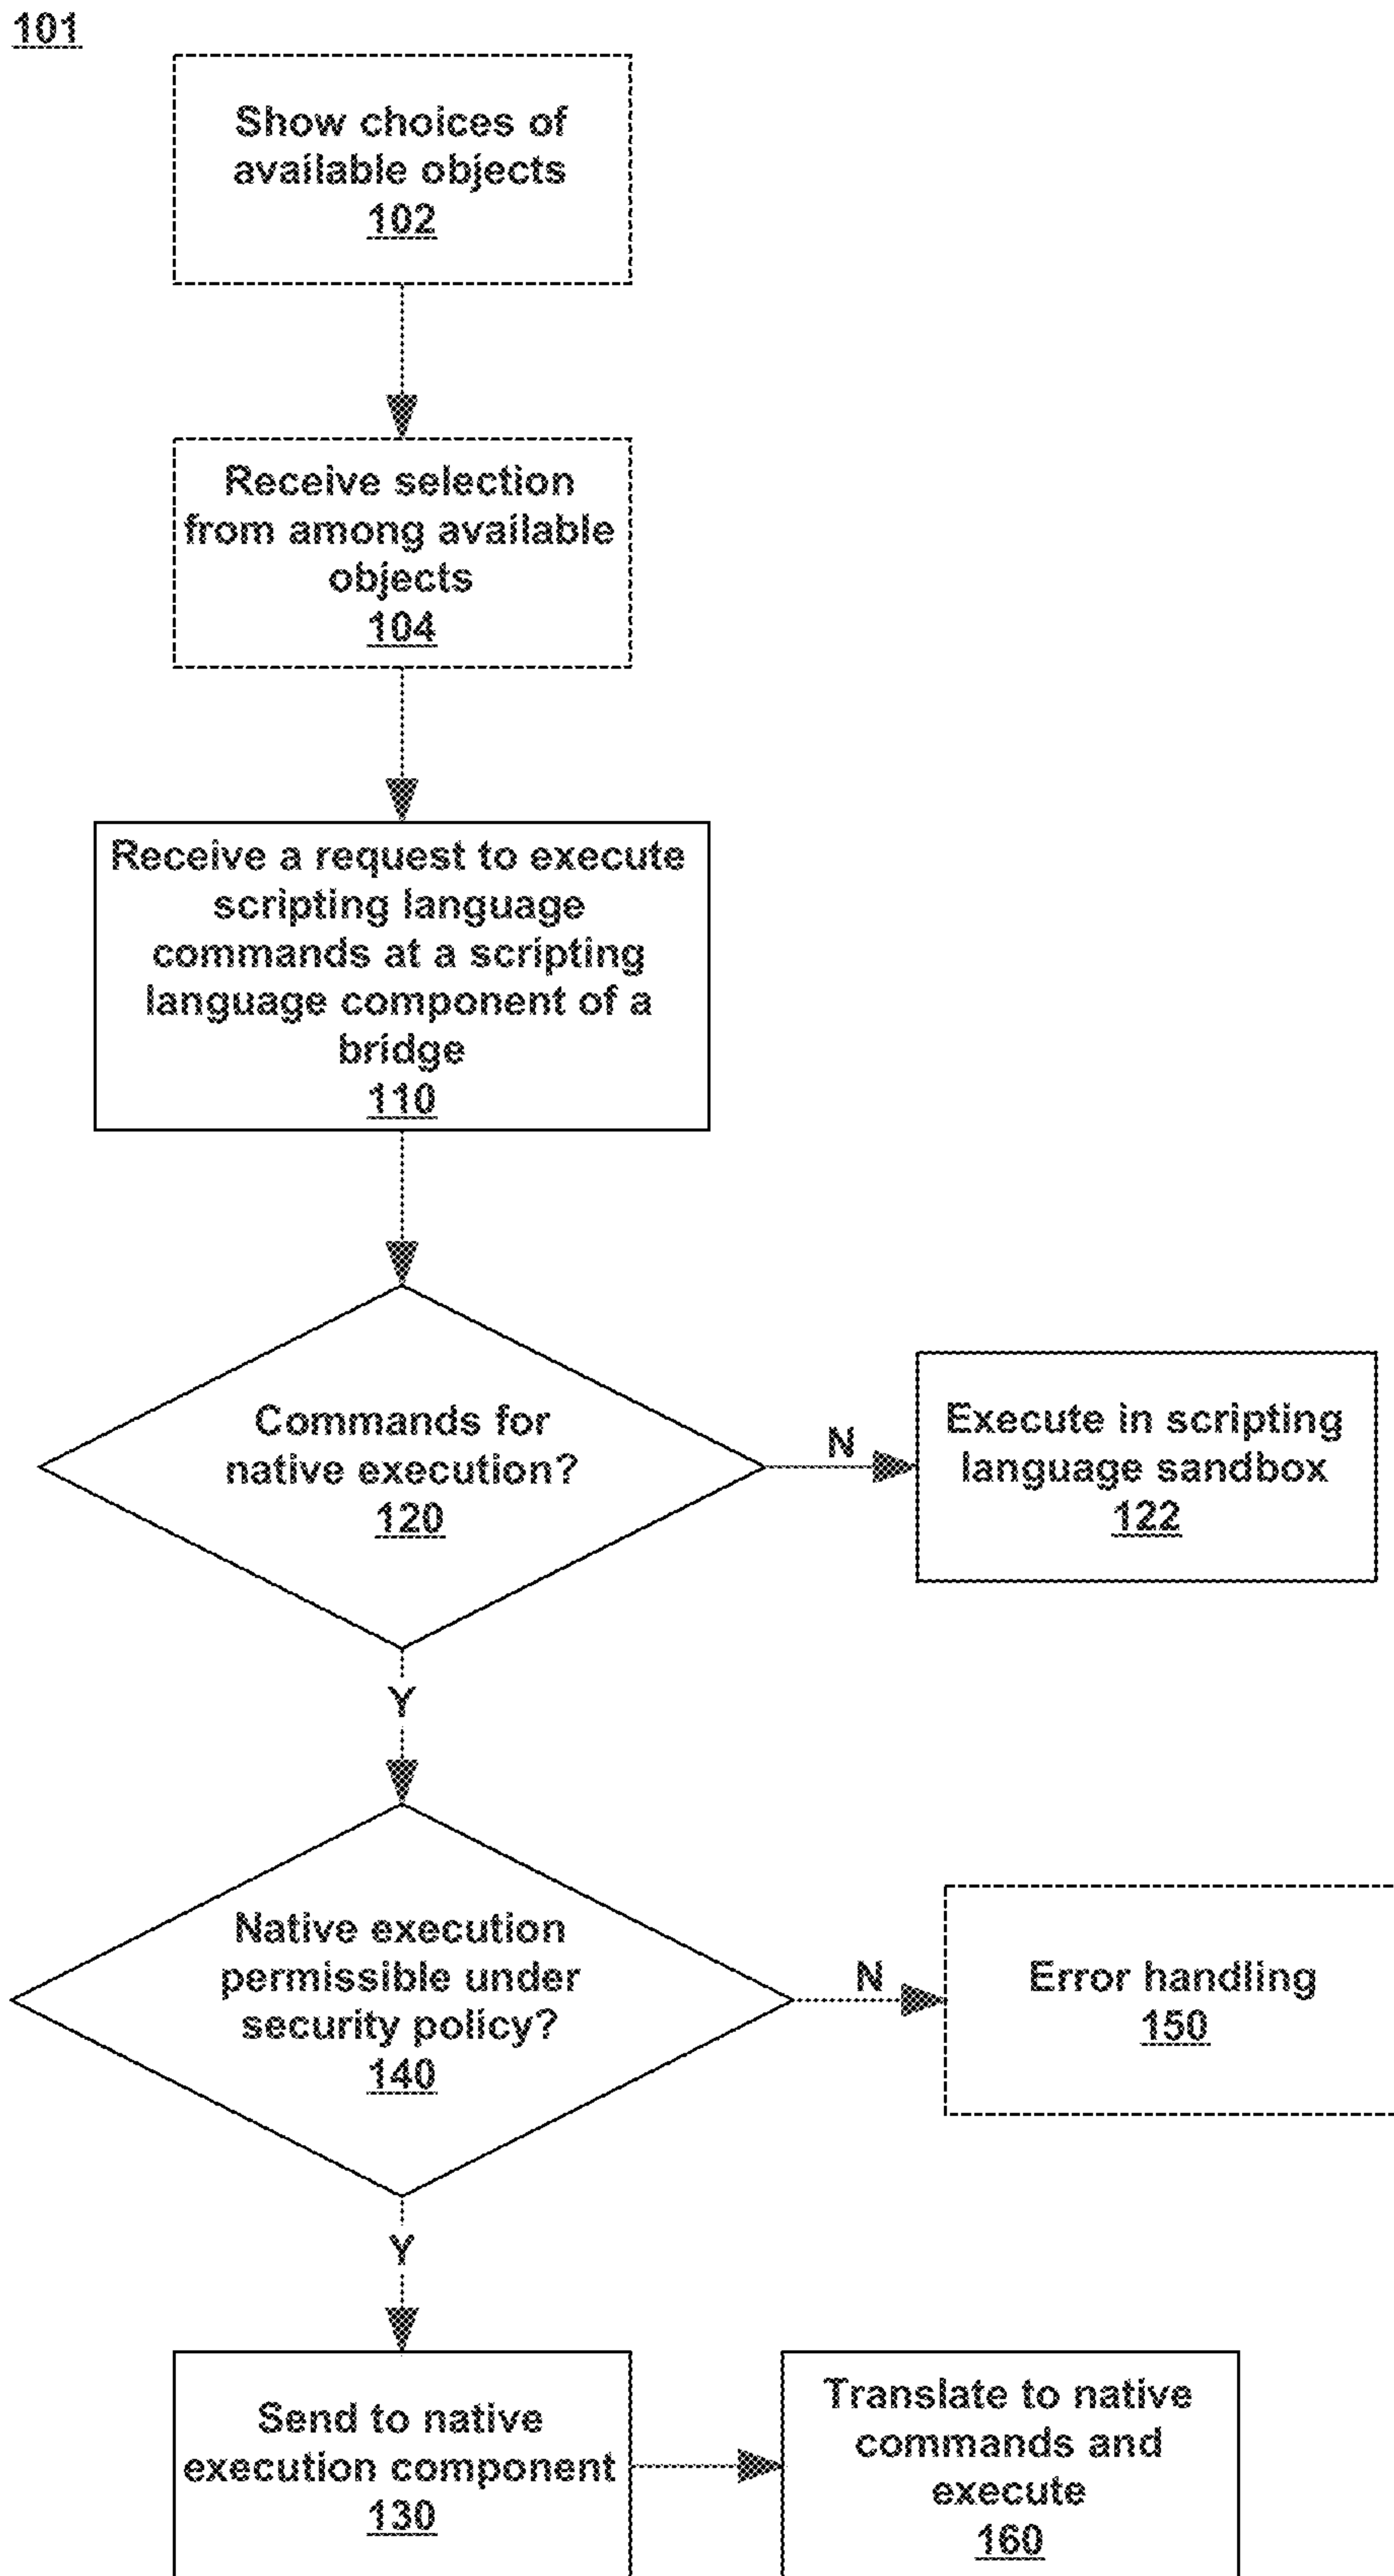 101
Show choices of
available objects
102
Receive selection
from among available
objects
104
Receive a request to execute
scripting language
commands at a scripting
language component of a
bridge
110
Commands for
native execution?
120
N
Execute in scripting
language sandbox
122
Y
Native execution
permissible under
security policy?
140
N
Error handling
150
Y
Send to native
execution component
130
Translate to native
commands and
execute
160